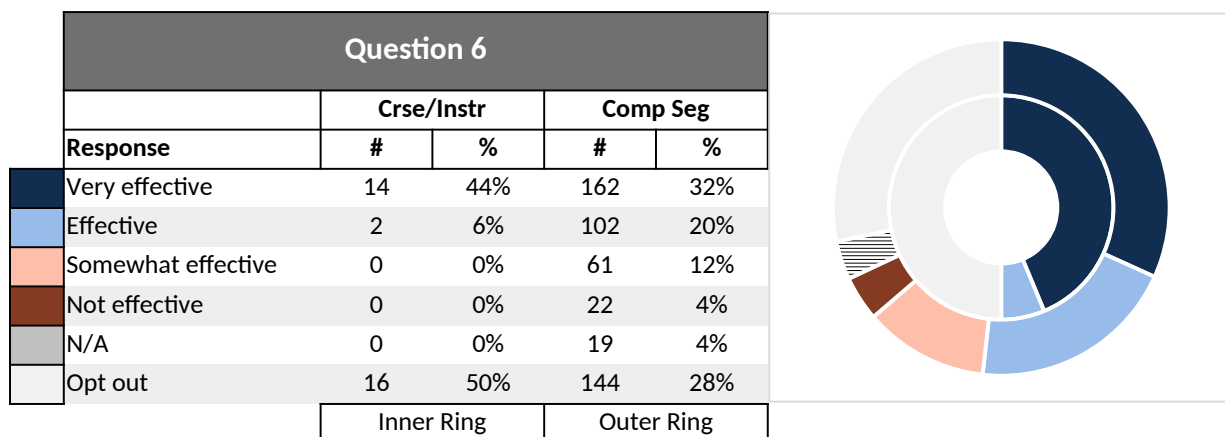 Question 6
Crse/Instr Comp Seg
Response # % # %
Very effective 14 44% 162 32%
Effective 2 6% 102 20%
Somewhat effective 0 0% 61 12%
Not effective 0 0% 22 4%
N/A 0 0% 19 4%
Opt out 16 50% 144 28%
Inner Ring Outer Ring